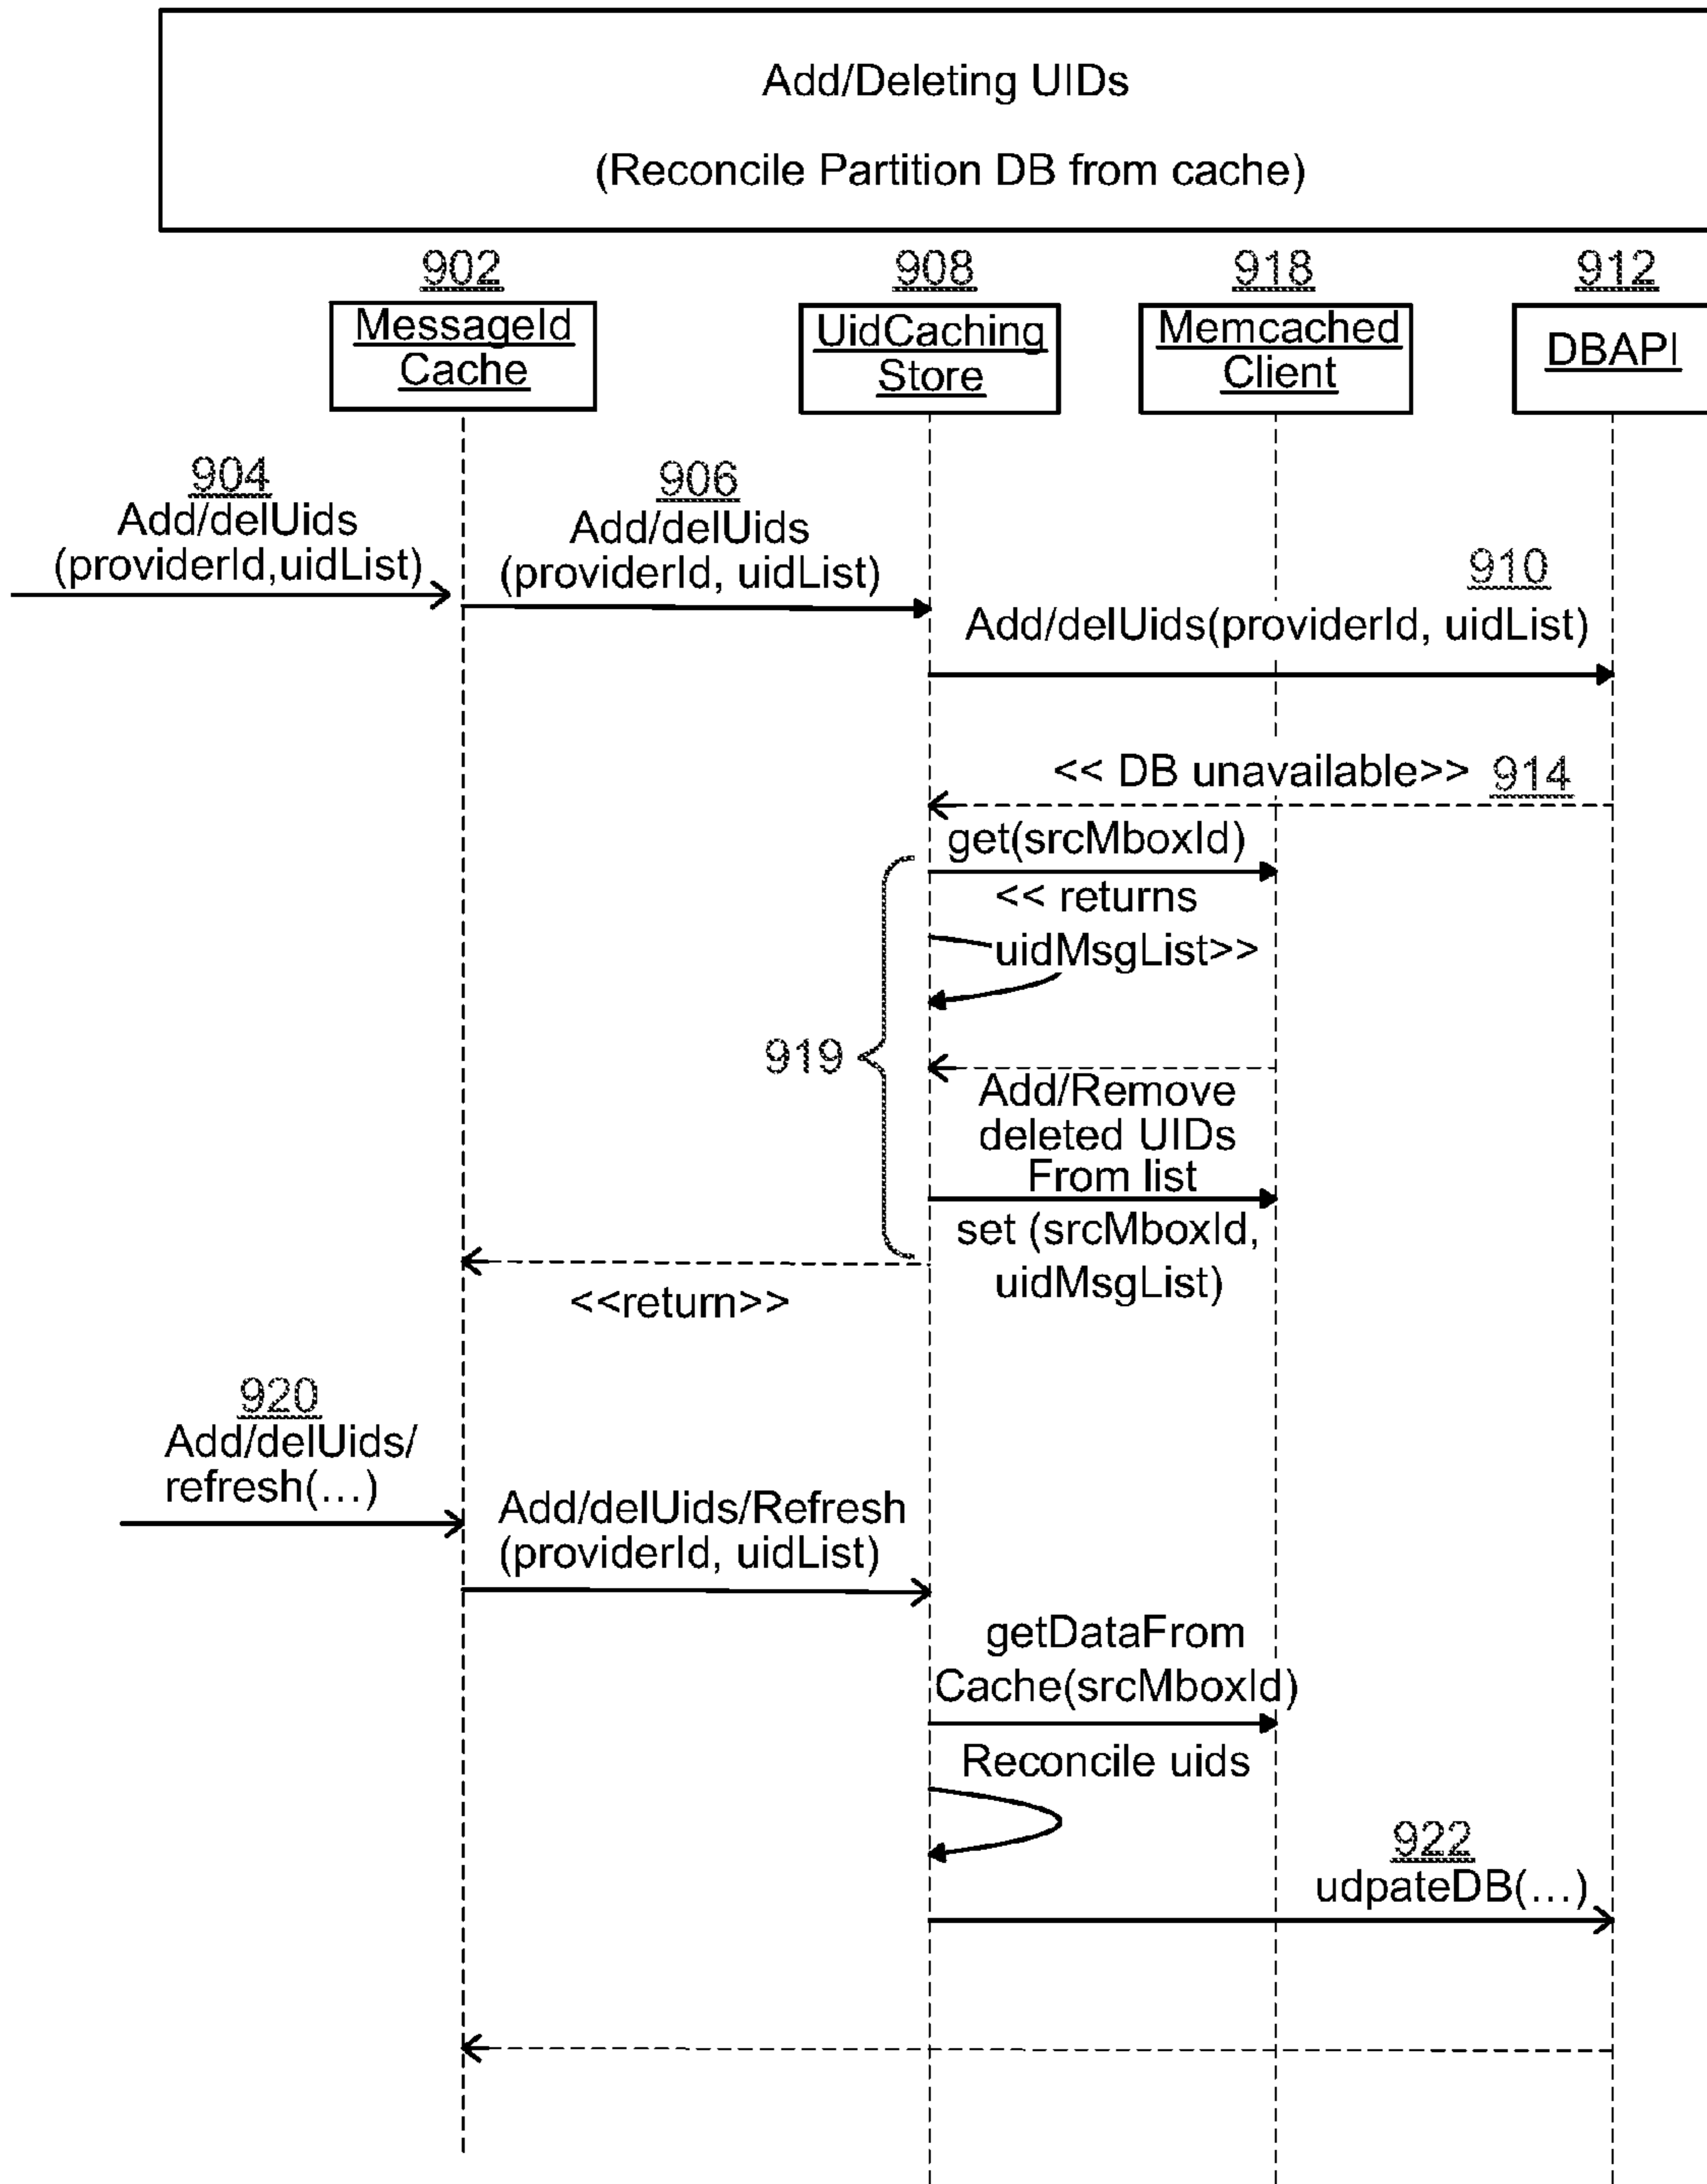 Add/Deleting UIDs
(Reconcile Partition DB from cache)
902
908
918
912
MessageId
Cache
UidCaching
Store
Memcached
Client
DBAPI
904
Add/delUids
(providerId,uidList)
906
Add/delUids
(providerId, uidList)
910
Add/delUids(providerId, uidList)
<< DB unavailable>> 914
get(srcMboxId)
<< returns
uidMsgList>>
919
Add/Remove
deleted UIDs
From list
set (srcMboxId,
uidMsgList)
<<return>>
920
Add/delUids/
refresh(...)
Add/delUids/Refresh
(providerId, uidList)
getDataFrom
Cache(srcMboxId)
Reconcile uids
922
udpateDB(...)